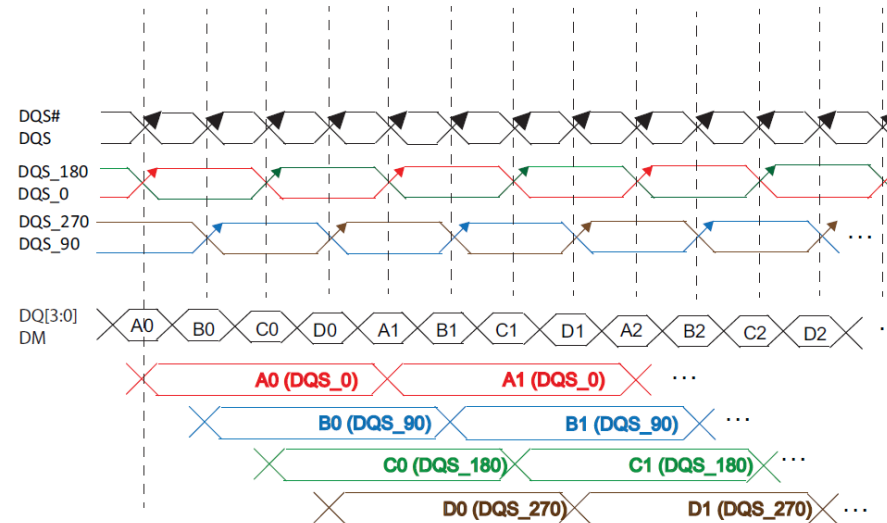 DQS#
DQS
DQS_180
DQS_0
DQS_270
DQS_90
...
DQ[3:0]
DM
A0 B0 C0 D0 A1 B1 C1 D1 A2 B2 C2 D2
A0 (DQS_0) A1 (DQS_0) ...
B0 (DQS_90) B1 (DQS_90) ...
C0 (DQS_180) C1 (DQS_180) ...
D0 (DQS_270) D1 (DQS_270) ...